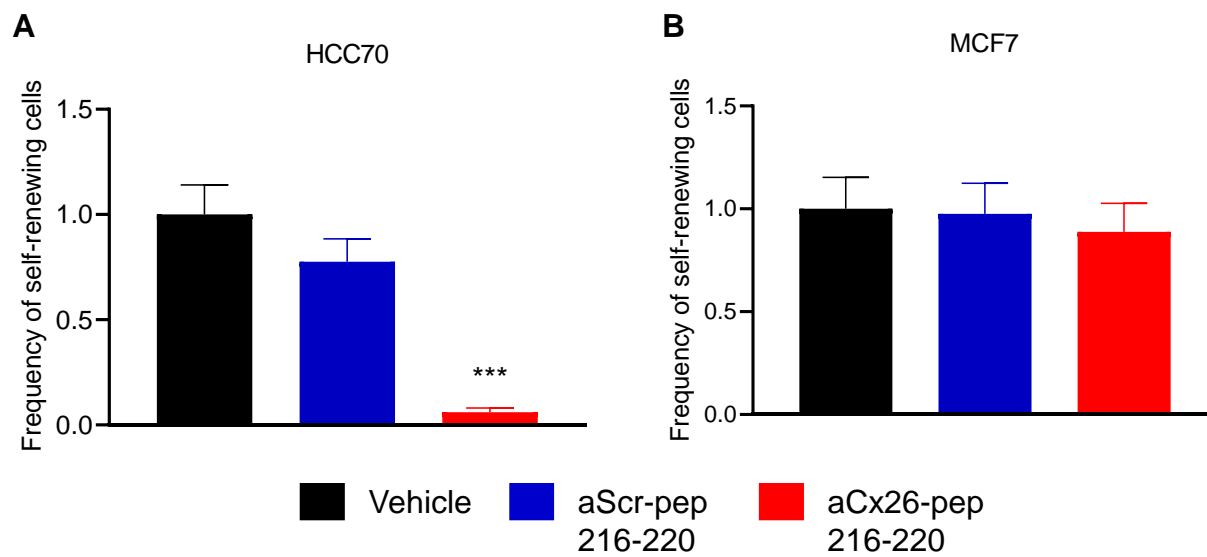 A
HCC70
Frequency of self-renewing cells
1.5
1.0
0.5
0.0
***
B
MCF7
Frequency of self-renewing cells
1.5
1.0
0.5
0.0
Vehicle
aScr-pep
216-220
aCx26-pep
216-220